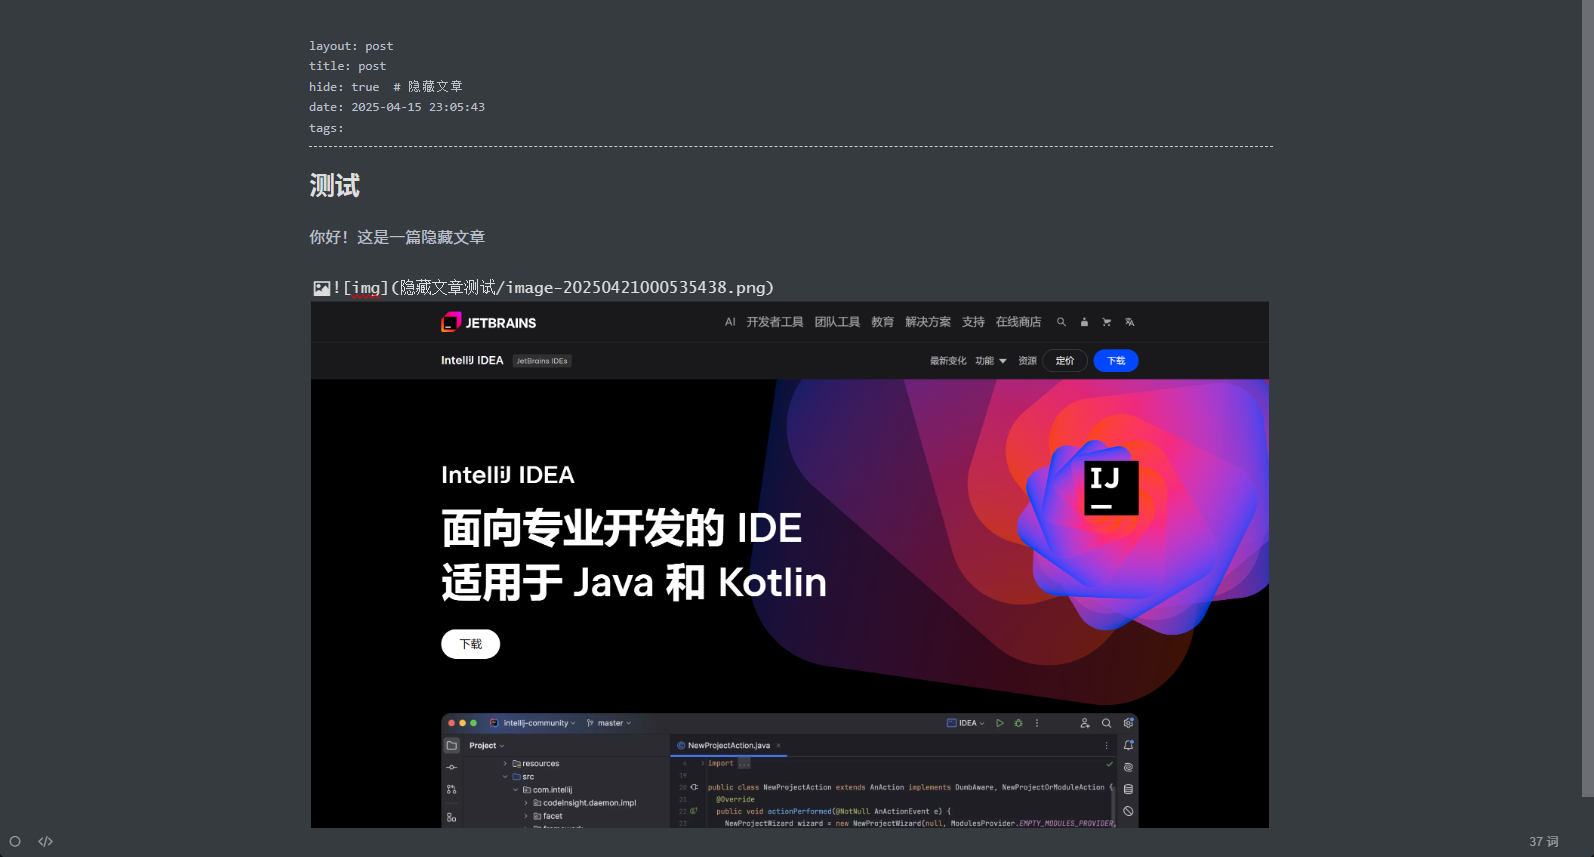 layout: post
title: post
hide: true  # 隐藏文章
date: 2025-04-15 23:05:43
tags:
测试
你好！这是一篇隐藏文章
![img](隐藏文章测试/image-20250421000535438.png)
JETBRAINS AI 开发者工具 团队工具 教育 解决方案 支持 在线商店
IntelliJ IDEA JetBrains IDEs 最新变化 功能 资源 定价 下载
IntelliJ IDEA
面向专业开发的 IDE
适用于 Java 和 Kotlin
IJ
下载
intellij-community master IDEA
Project NewProjectAction.java
resources import ...
src 19
com.intellij 20 public class NewProjectAction extends AnAction implements DumbAware, NewProjectOrModuleAction {
codeInsight.daemon.impl 21 @Override
facet 22 public void actionPerformed(@NotNull AnActionEvent e) {
23 NewProjectWizard wizard = new NewProjectWizard(null, ModulesProvider.EMPTY_MODULES_PROVIDER,
37 词